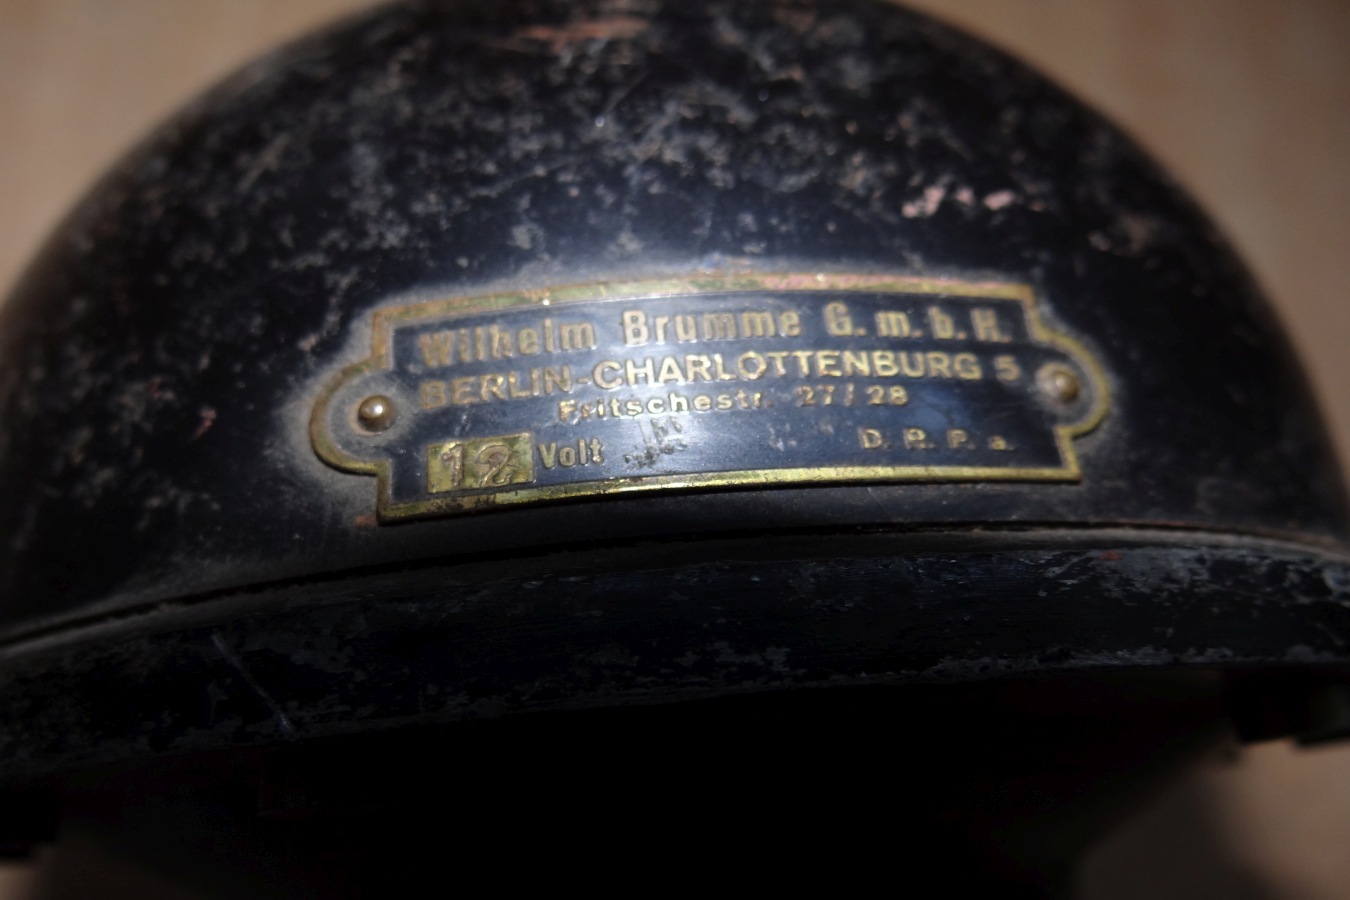 Wilhelm Brumme G.m.b.H.
BERLIN-CHARLOTTENBURG 5
Fritschestr. 27/28
12 Volt D.R.P.a.